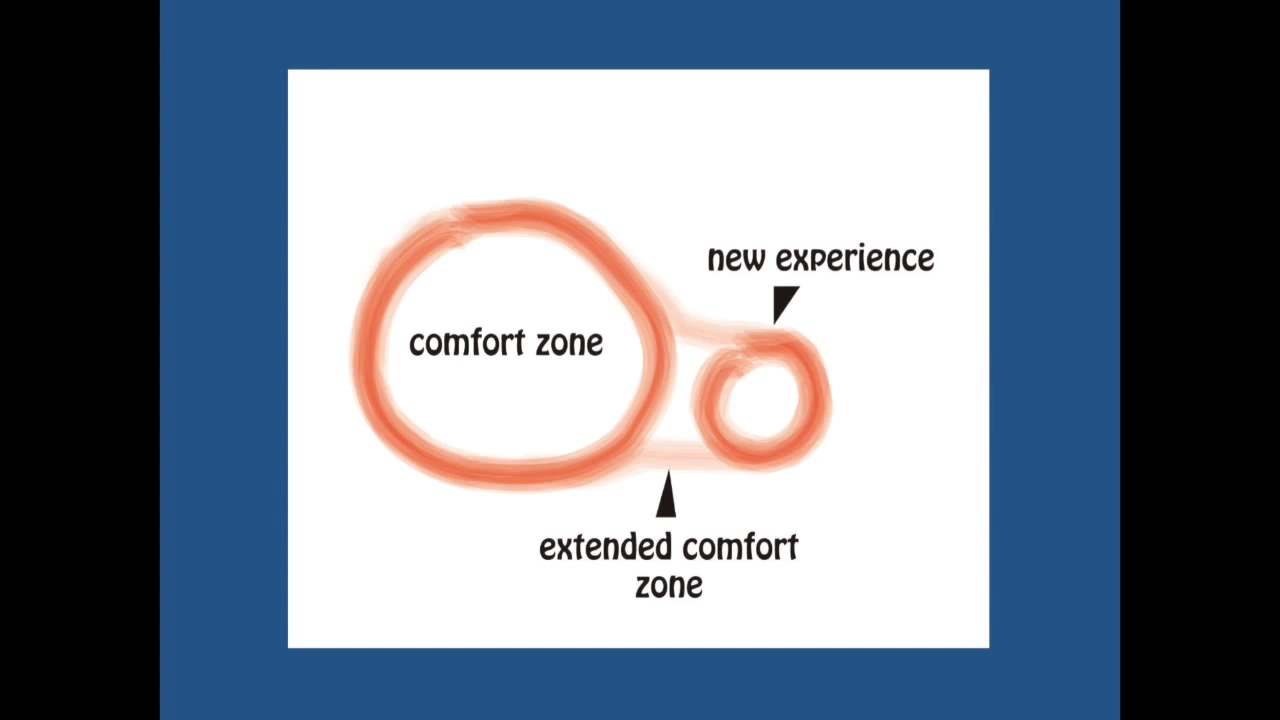 new experience
comfort zone
extended comfort
zone